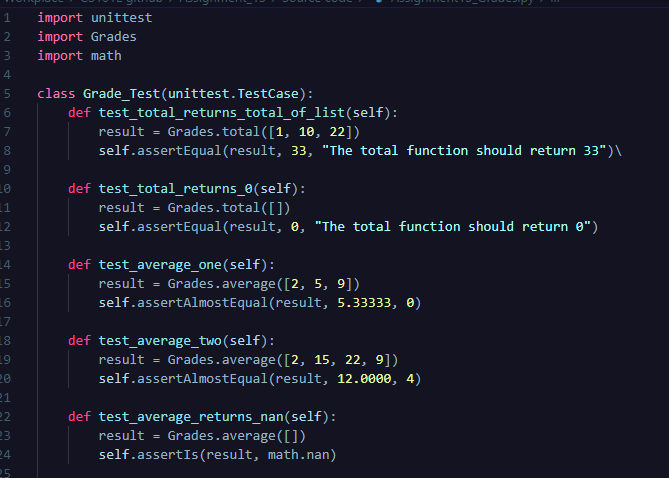 1 import unittest
2 import Grades
3 import math
4
5 class Grade_Test(unittest.TestCase):
6 def test_total_returns_total_of_list(self):
7 result = Grades.total([1, 10, 22])
8 self.assertEqual(result, 33, "The total function should return 33")\
9
10 def test_total_returns_0(self):
11 result = Grades.total([])
12 self.assertEqual(result, 0, "The total function should return 0")
13
14 def test_average_one(self):
15 result = Grades.average([2, 5, 9])
16 self.assertAlmostEqual(result, 5.33333, 0)
17
18 def test_average_two(self):
19 result = Grades.average([2, 15, 22, 9])
20 self.assertAlmostEqual(result, 12.0000, 4)
21
22 def test_average_returns_nan(self):
23 result = Grades.average([])
24 self.assertIs(result, math.nan)
25